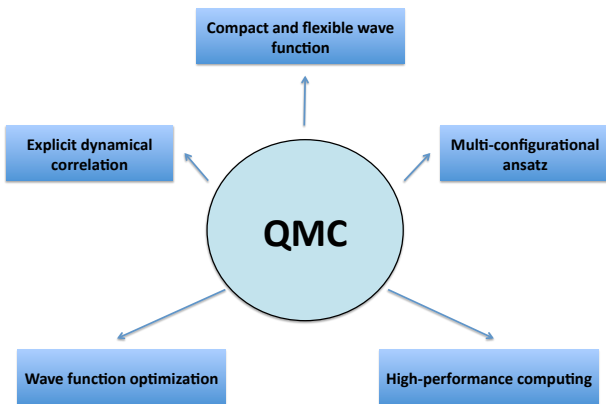 Compact and flexible wave
function
Explicit dynamical
correlation
Multi-configurational
ansatz
QMC
Wave function optimization
High-performance computing